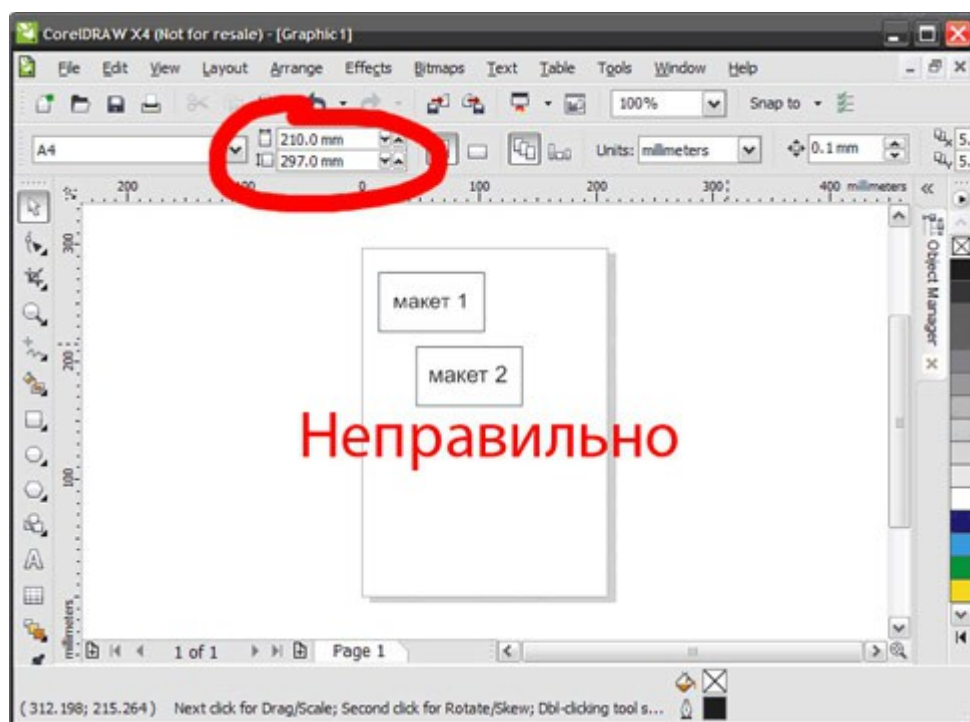 CorelDRAW X4 (Not for resale) - [Graphic1]
File Edit View Layout Arrange Effects Bitmaps Text Table Tools Window Help
100% Snap to
A4 210.0 mm Units: millimeters 0.1 mm 5.
297.0 mm 5.
200 0 100 200 300 400 millimeters
300
200
100
millimeters
Object Manager
макет 1
макет 2
Неправильно
1 of 1 Page 1
( 312.198; 215.264 ) Next click for Drag/Scale; Second click for Rotate/Skew; Dbl-clicking tool s...